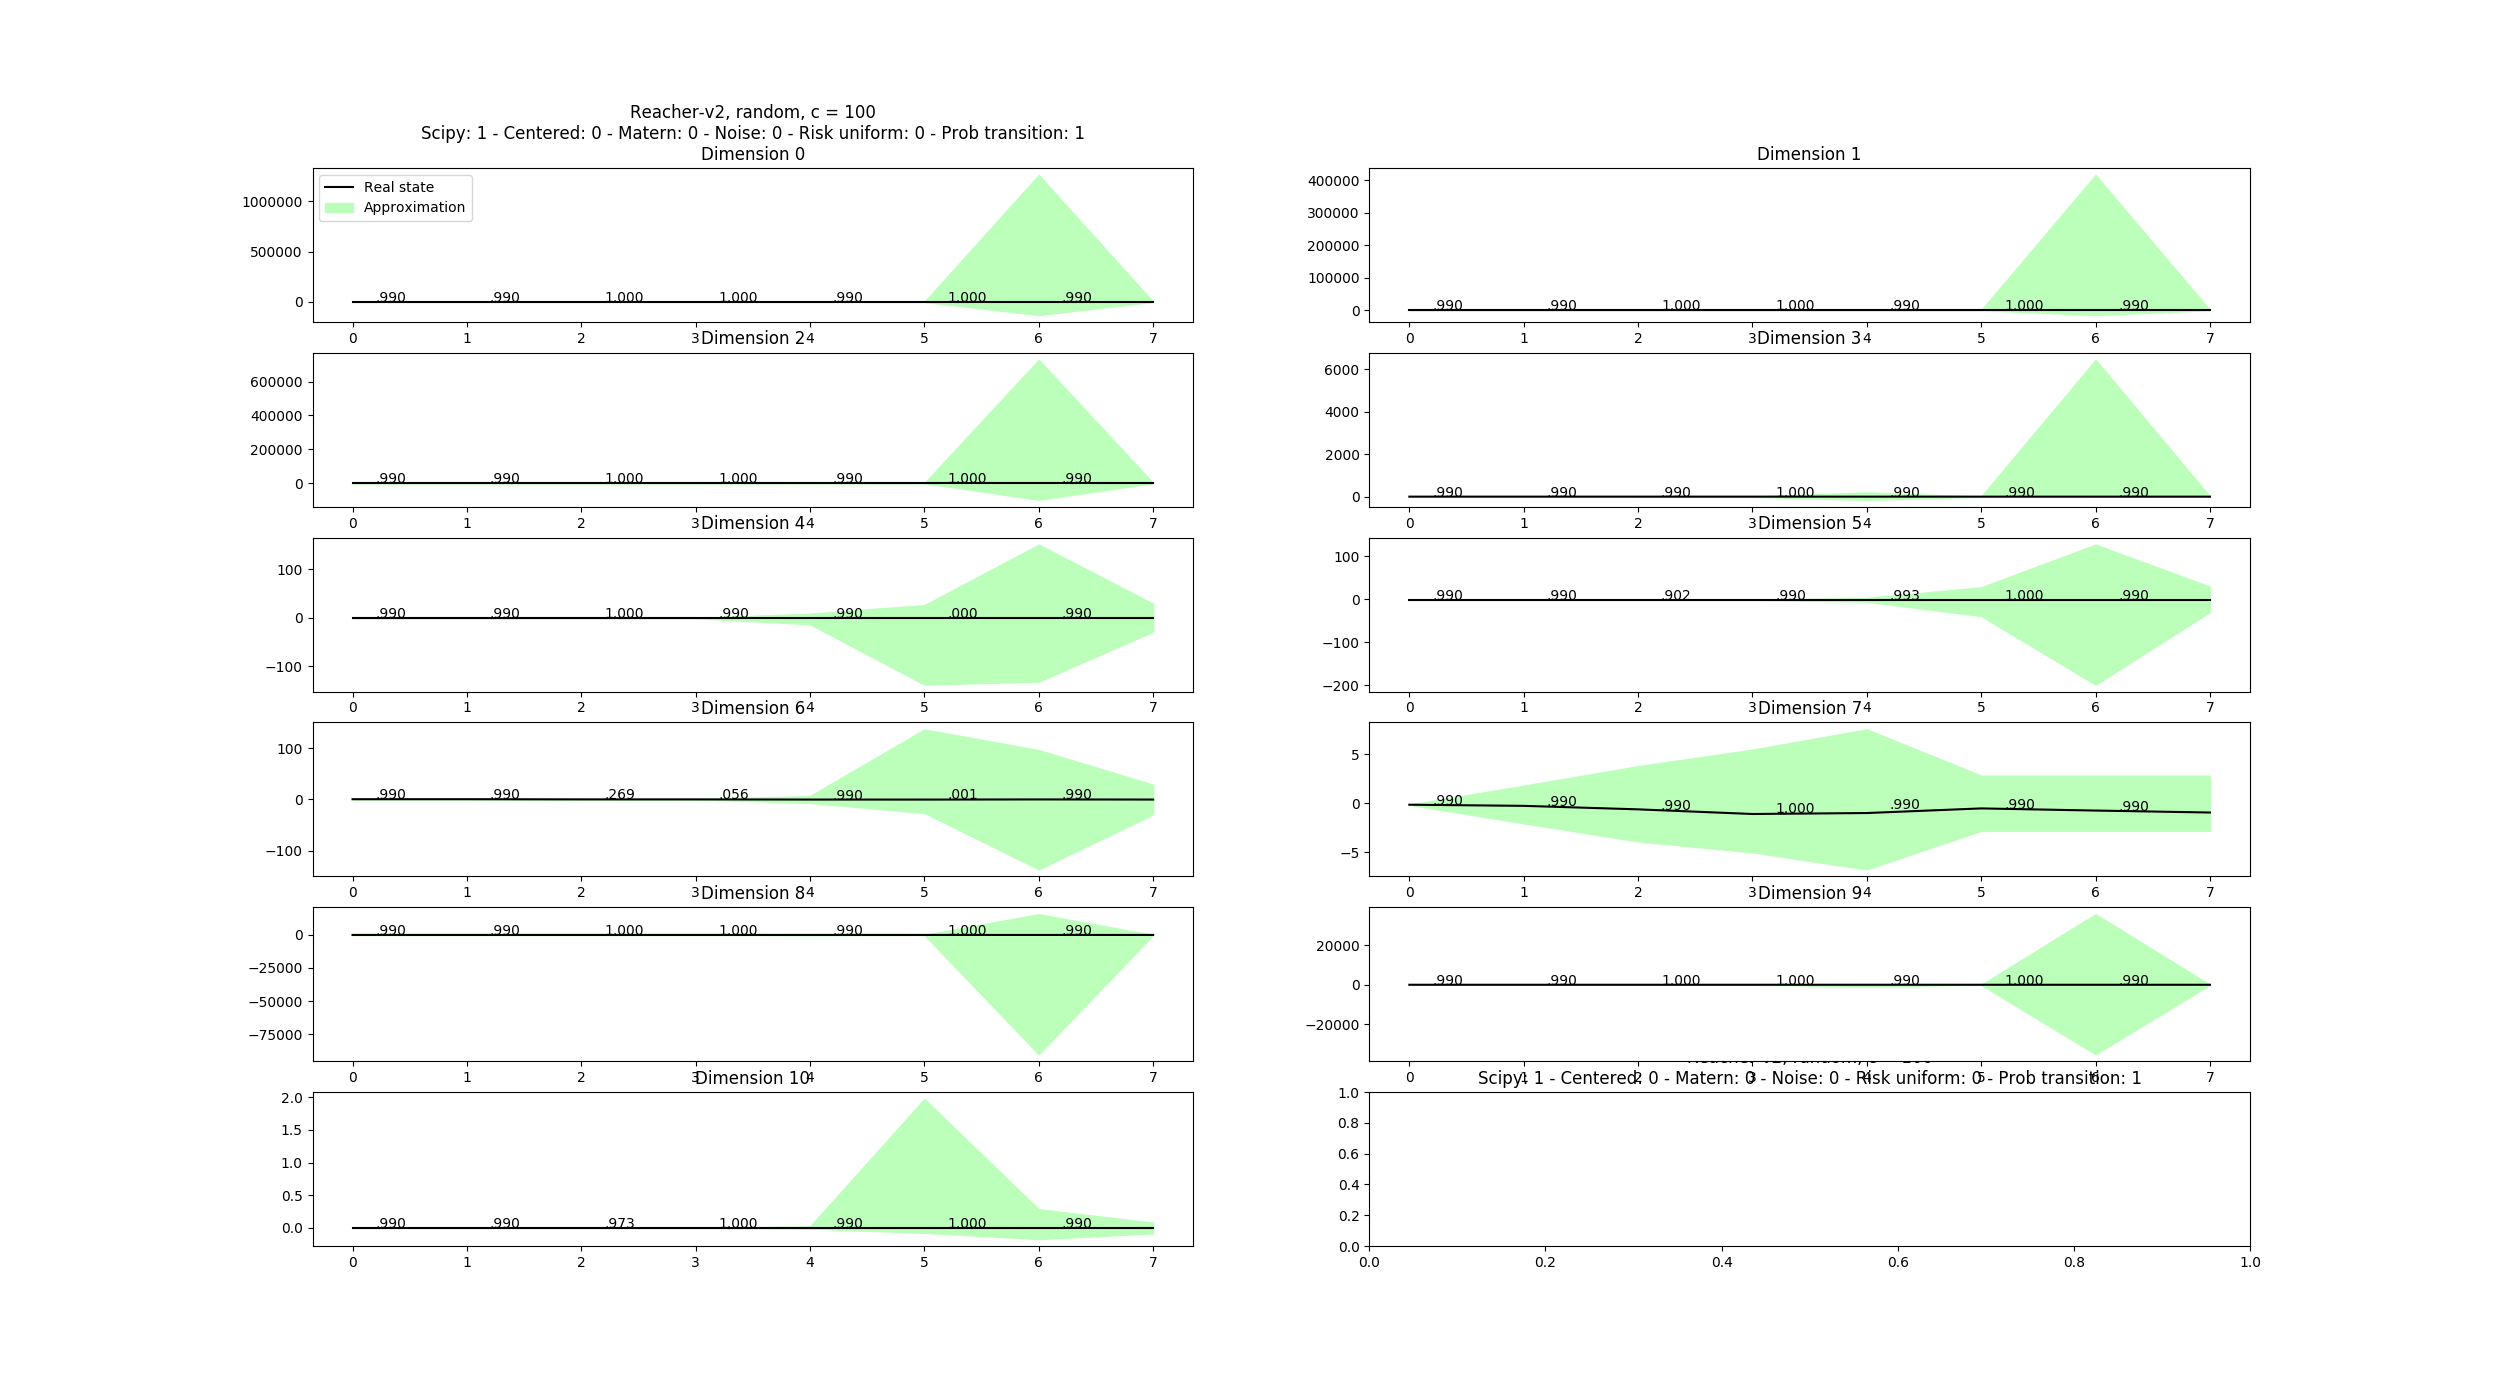 Reacher-v2, random, c = 100
Scipy: 1 - Centered: 0 - Matern: 0 - Noise: 0 - Risk uniform: 0 - Prob transition: 1
Dimension 0
Real state
Approximation
1000000
500000
0
.990 .990 1.000 1.000 .990 1.000 .990
0 1 2 3 4 5 6 7
Dimension 1
400000
300000
200000
100000
0
.990 .990 1.000 1.000 .990 1.000 .990
0 1 2 3 4 5 6 7
Dimension 2
600000
400000
200000
0
.990 .990 1.000 1.000 .990 1.000 .990
0 1 2 3 4 5 6 7
Dimension 3
6000
4000
2000
0
.990 .990 .990 1.000 .990 .990 .990
0 1 2 3 4 5 6 7
Dimension 4
100
0
−100
.990 .990 1.000 .990 .990 .000 .990
0 1 2 3 4 5 6 7
Dimension 5
100
0
−100
−200
.990 .990 .902 .990 .993 1.000 .990
0 1 2 3 4 5 6 7
Dimension 6
100
0
−100
.990 .990 .269 .056 .990 .001 .990
0 1 2 3 4 5 6 7
Dimension 7
5
0
−5
.990 .990 .990 1.000 .990 .990 .990
0 1 2 3 4 5 6 7
Dimension 8
0
−25000
−50000
−75000
.990 .990 1.000 1.000 .990 1.000 .990
0 1 2 3 4 5 6 7
Dimension 9
20000
0
−20000
.990 .990 1.000 1.000 .990 1.000 .990
0 1 2 3 4 5 6 7
Dimension 10
2.0
1.5
1.0
0.5
0.0
.990 .990 .973 1.000 .990 1.000 .990
0 1 2 3 4 5 6 7
Scipy: 1 - Centered: 0 - Matern: 0 - Noise: 0 - Risk uniform: 0 - Prob transition: 1
1.0
0.8
0.6
0.4
0.2
0.0
0.0 0.2 0.4 0.6 0.8 1.0